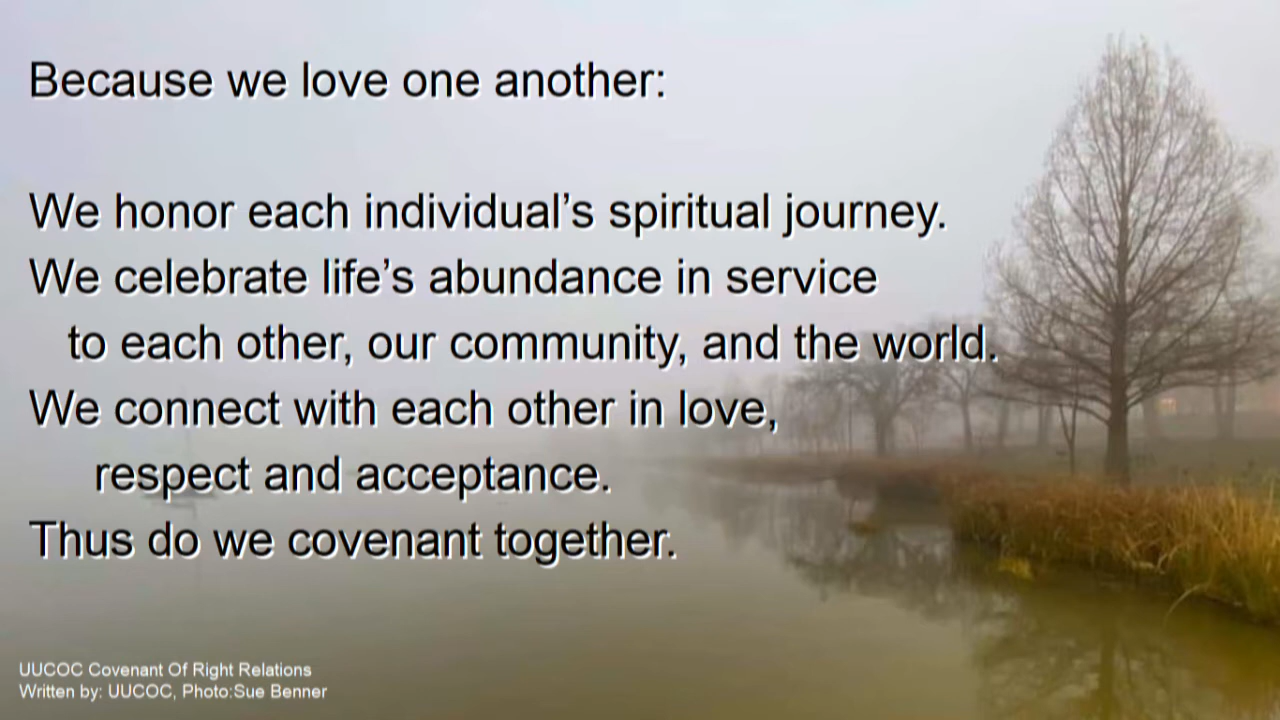 Because we love one another:
We honor each individual’s spiritual journey.
We celebrate life’s abundance in service
to each other, our community, and the world.
We connect with each other in love,
respect and acceptance.
Thus do we covenant together.
UUCOC Covenant Of Right Relations
Written by: UUCOC, Photo:Sue Benner